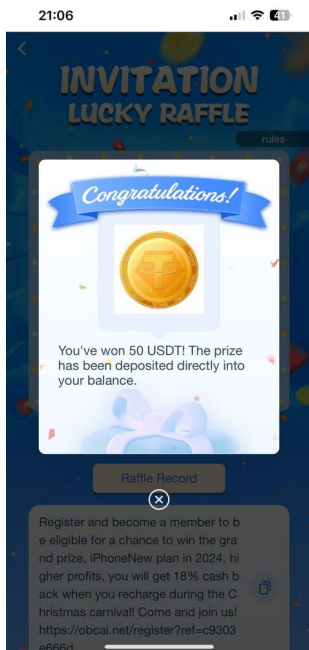 21:06
41
INVITATION
LUCKY RAFFLE
rules
Congratulations!
You've won 50 USDT! The prize
has been deposited directly into
your balance.
Raffle Record
Register and become a member to b
e eligible for a chance to win the gra
nd prize, iPhoneNew plan in 2024, hi
gher profits, you will get 18% cash b
ack when you recharge during the C
hristmas carnival! Come and join us!
https://obcai.net/register?ref=c9303
e666d